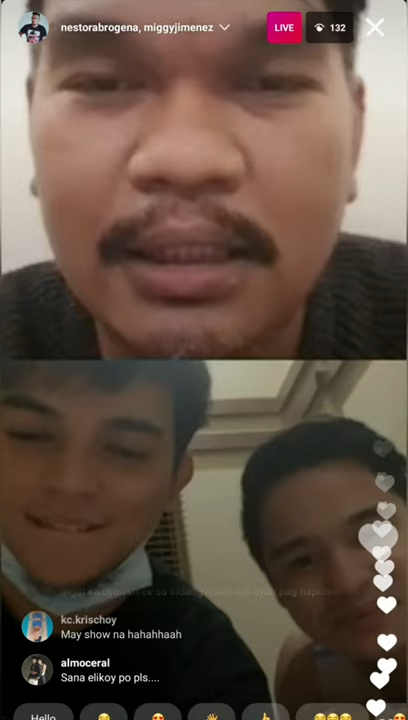 nestorabrogena, miggyjimenez
LIVE
132
kc.krischoy
May show na hahahhaah
almoceral
Sana elikoy po pls....
Hello